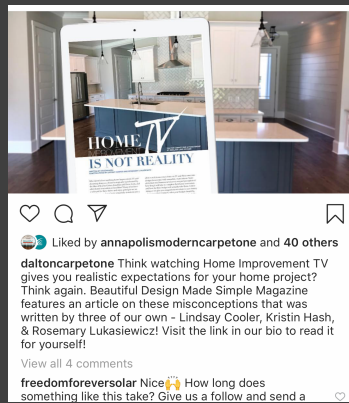 HOME
IMPROVEMENT TV
IS NOT REALITY
Liked by annapolismoderncarpetone and 40 others
daltoncarpetone Think watching Home Improvement TV
gives you realistic expectations for your home project?
Think again. Beautiful Design Made Simple Magazine
features an article on these misconceptions that was
written by three of our own - Lindsay Cooler, Kristin Hash,
& Rosemary Lukasiewicz! Visit the link in our bio to read it
for yourself!
View all 4 comments
freedomforeversolar Nice🙌 How long does
something like this take? Give us a follow and send a